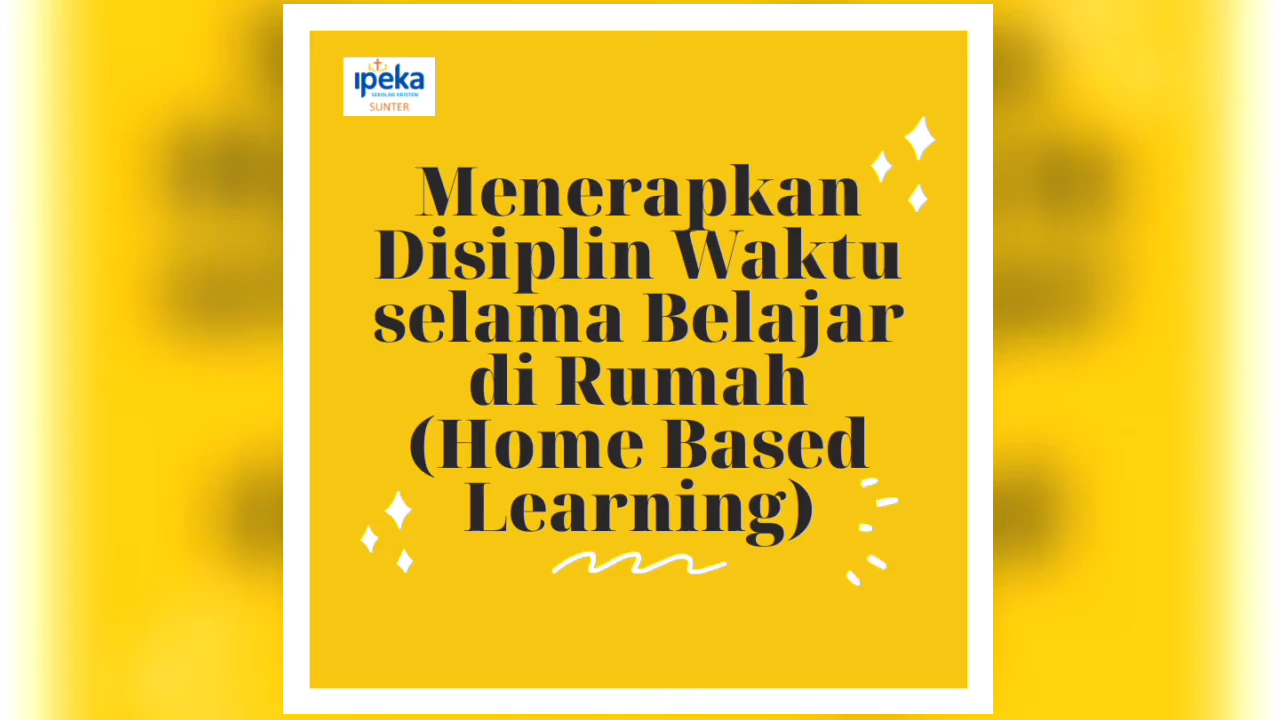 ipeka
SEKOLAH KRISTEN
SUNTER
Menerapkan
Disiplin Waktu
selama Belajar
di Rumah
(Home Based
Learning)